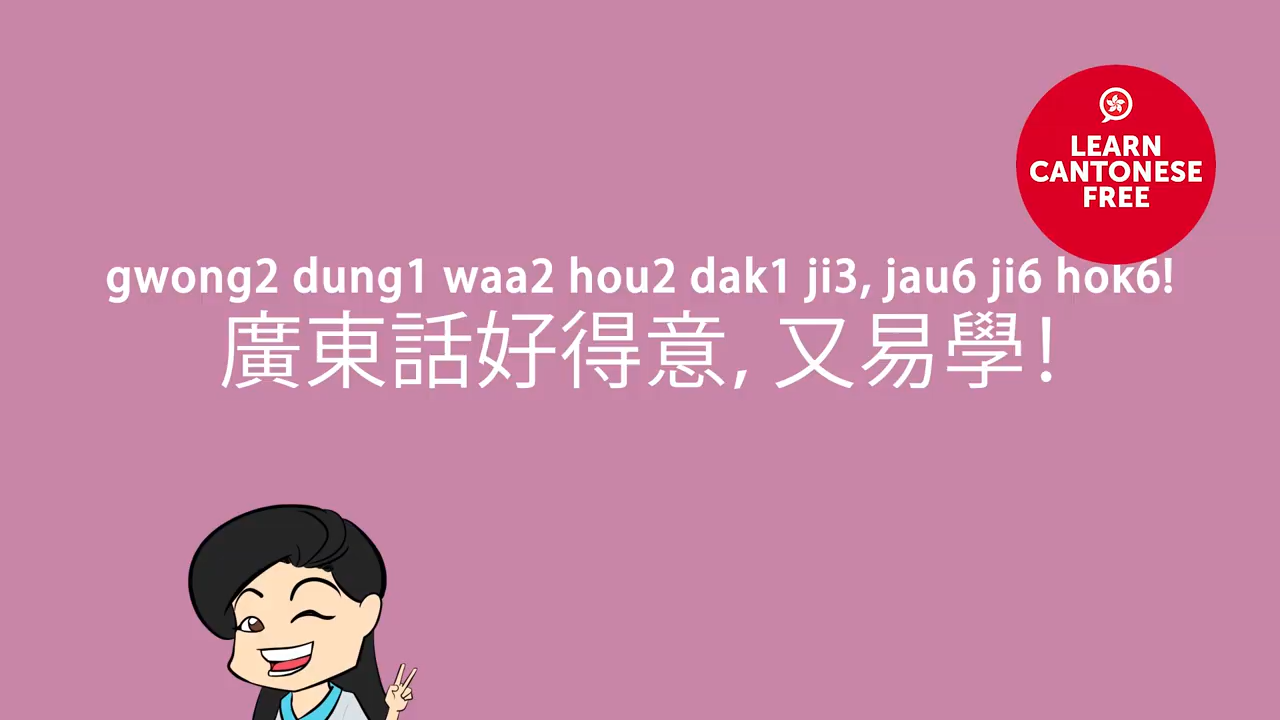 LEARN
CANTONESE
FREE
gwong2 dung1 waa2 hou2 dak1 ji3, jau6 ji6 hok6!
廣東話好得意, 又易學!